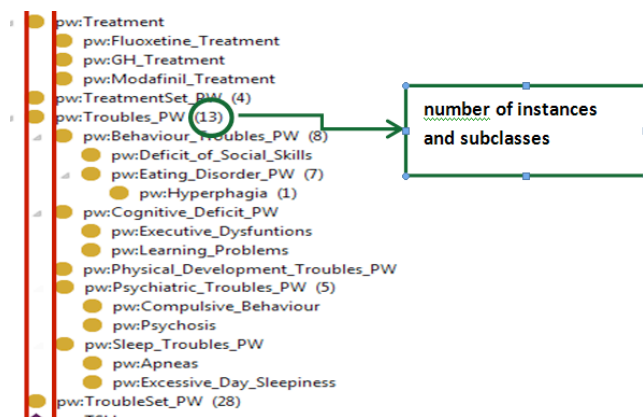 pw:Treatment
pw:Fluoxetine_Treatment
pw:GH_Treatment
pw:Modafinil_Treatment
pw:TreatmentSet_PW (4)
pw:Troubles_PW (13)
number of instances
and subclasses
pw:Behaviour_Troubles_PW (8)
pw:Deficit_of_Social_Skills
pw:Eating_Disorder_PW (7)
pw:Hyperphagia (1)
pw:Cognitive_Deficit_PW
pw:Executive_Dysfuntions
pw:Learning_Problems
pw:Physical_Development_Troubles_PW
pw:Psychiatric_Troubles_PW (5)
pw:Compulsive_Behaviour
pw:Psychosis
pw:Sleep_Troubles_PW
pw:Apneas
pw:Excessive_Day_Sleepiness
pw:TroubleSet_PW (28)